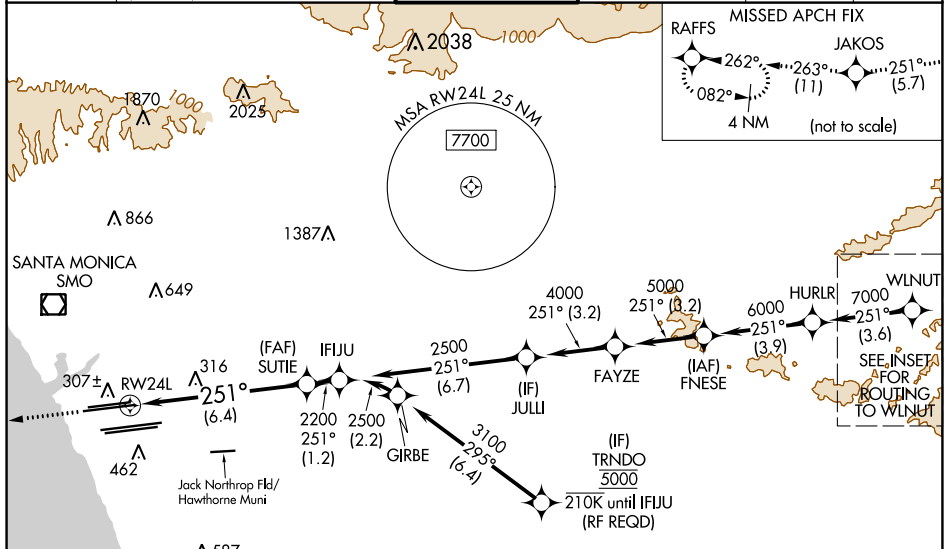 MISSED APCH FIX
RAFFS
JAKOS
262°
263°
(11)
251°
(5.7)
082°
4 NM
(not to scale)
2038
1000
1870
1000
2025
MSA RW24L 25 NM
7700
866
1387
SANTA MONICA
SMO
649
WLNUT
7000
251°
(3.6)
HURLR
6000
251°
(3.9)
5000
251° (3.2)
4000
251° (3.2)
(IAF)
FNESE
SEE INSET
FOR
ROUTING
TO WLNUT
FAYZE
(IF)
JULLI
2500
251°
(6.7)
(FAF)
SUTIE
IFIJU
316
307±
RW24L
251°
(6.4)
2200
251°
(1.2)
2500
(2.2)
GIRBE
3100
295°
(6.4)
(IF)
TRNDO
5000
210K until IFIJU
(RF REQD)
462
Jack Northrop Fld/
Hawthorne Muni